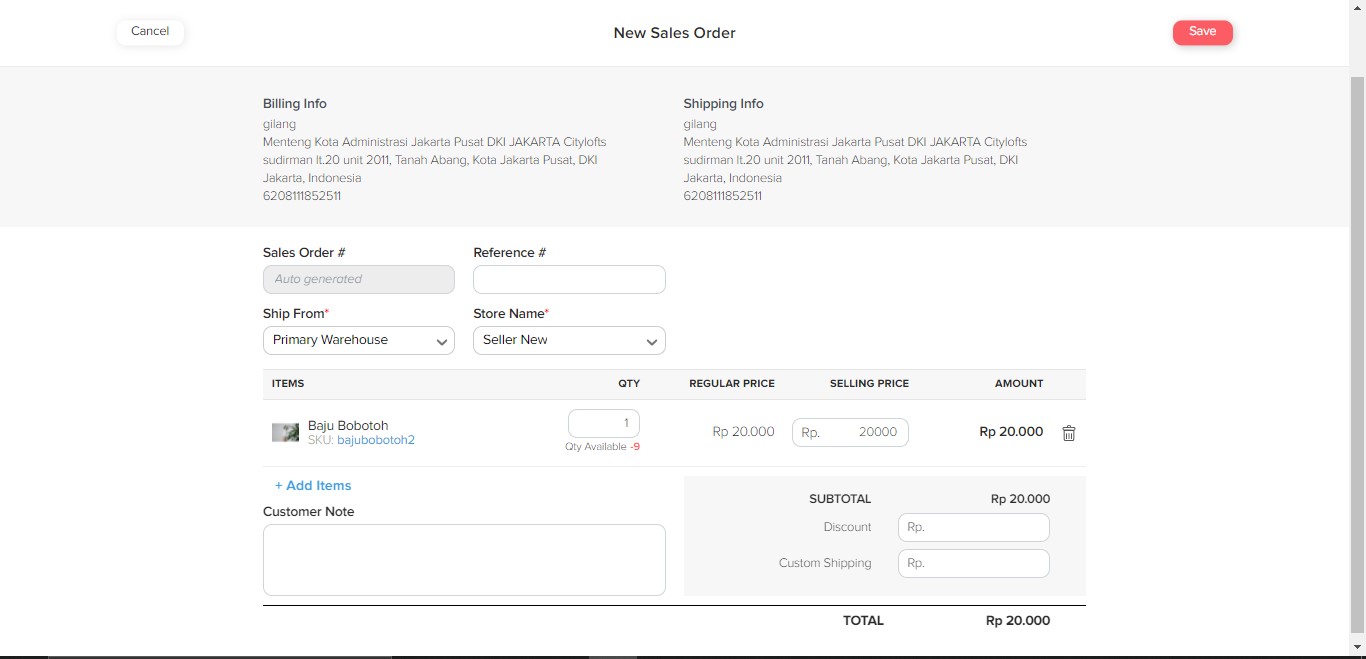 Cancel
New Sales Order
Save
Billing Info
gilang
Menteng Kota Administrasi Jakarta Pusat DKI JAKARTA Citylofts
sudirman lt.20 unit 2011, Tanah Abang, Kota Jakarta Pusat, DKI
Jakarta, Indonesia
6208111852511
Shipping Info
gilang
Menteng Kota Administrasi Jakarta Pusat DKI JAKARTA Citylofts
sudirman lt.20 unit 2011, Tanah Abang, Kota Jakarta Pusat, DKI
Jakarta, Indonesia
6208111852511
Sales Order #
Auto generated
Reference #
Ship From*
Primary Warehouse
Store Name*
Seller New
ITEMS QTY REGULAR PRICE SELLING PRICE AMOUNT
Baju Bobotoh
SKU: bajubobotoh2
1
Qty Available -9
Rp 20.000
Rp. 20000
Rp 20.000
+ Add Items
Customer Note
SUBTOTAL Rp 20.000
Discount Rp.
Custom Shipping Rp.
TOTAL Rp 20.000